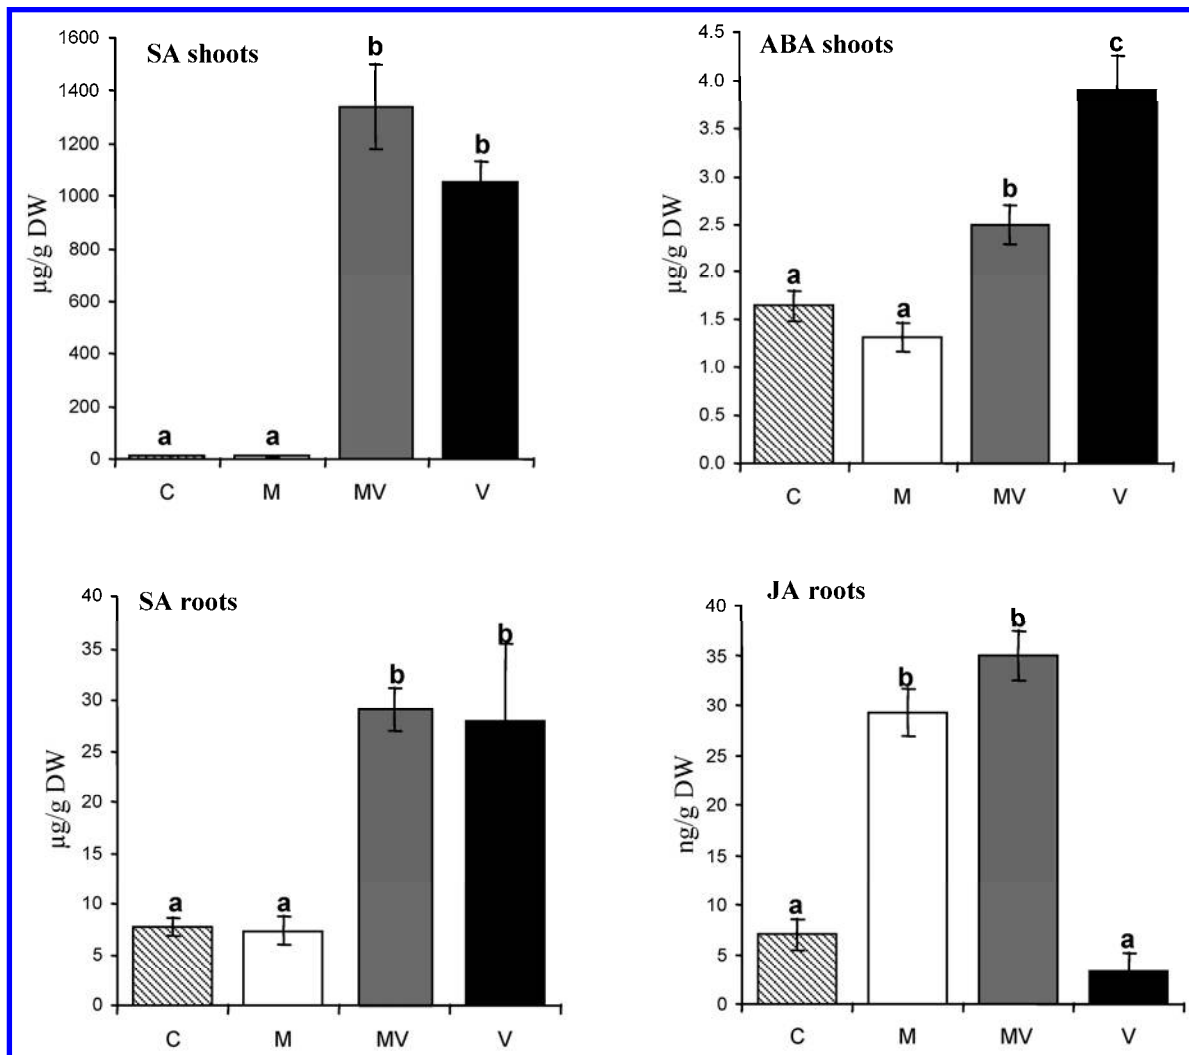 SA shoots
µg/g DW
1600
1400
1200
1000
800
600
400
200
0
a
a
b
b
C M MV V
ABA shoots
µg/g DW
4.5
4.0
3.5
3.0
2.5
2.0
1.5
1.0
0.5
0.0
a
a
b
c
C M MV V
SA roots
µg/g DW
40
35
30
25
20
15
10
5
0
a
a
b
b
C M MV V
JA roots
ng/g DW
40
35
30
25
20
15
10
5
0
a
b
b
a
C M MV V